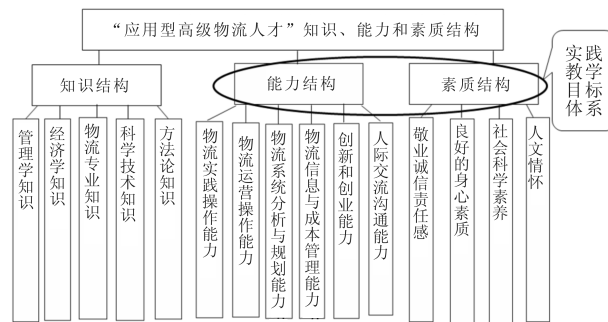 “应用型高级物流人才”知识、能力和素质结构
知识结构
能力结构
素质结构
实践
教学
目标
体系
管理学知识
经济学知识
物流专业知识
科学技术知识
方法论知识
物流实践操作能力
物流运营操作能力
物流系统分析与规划能力
物流信息与成本管理能力
创新和创业能力
人际交流沟通能力
敬业诚信责任感
良好的身心素质
社会科学素养
人文情怀